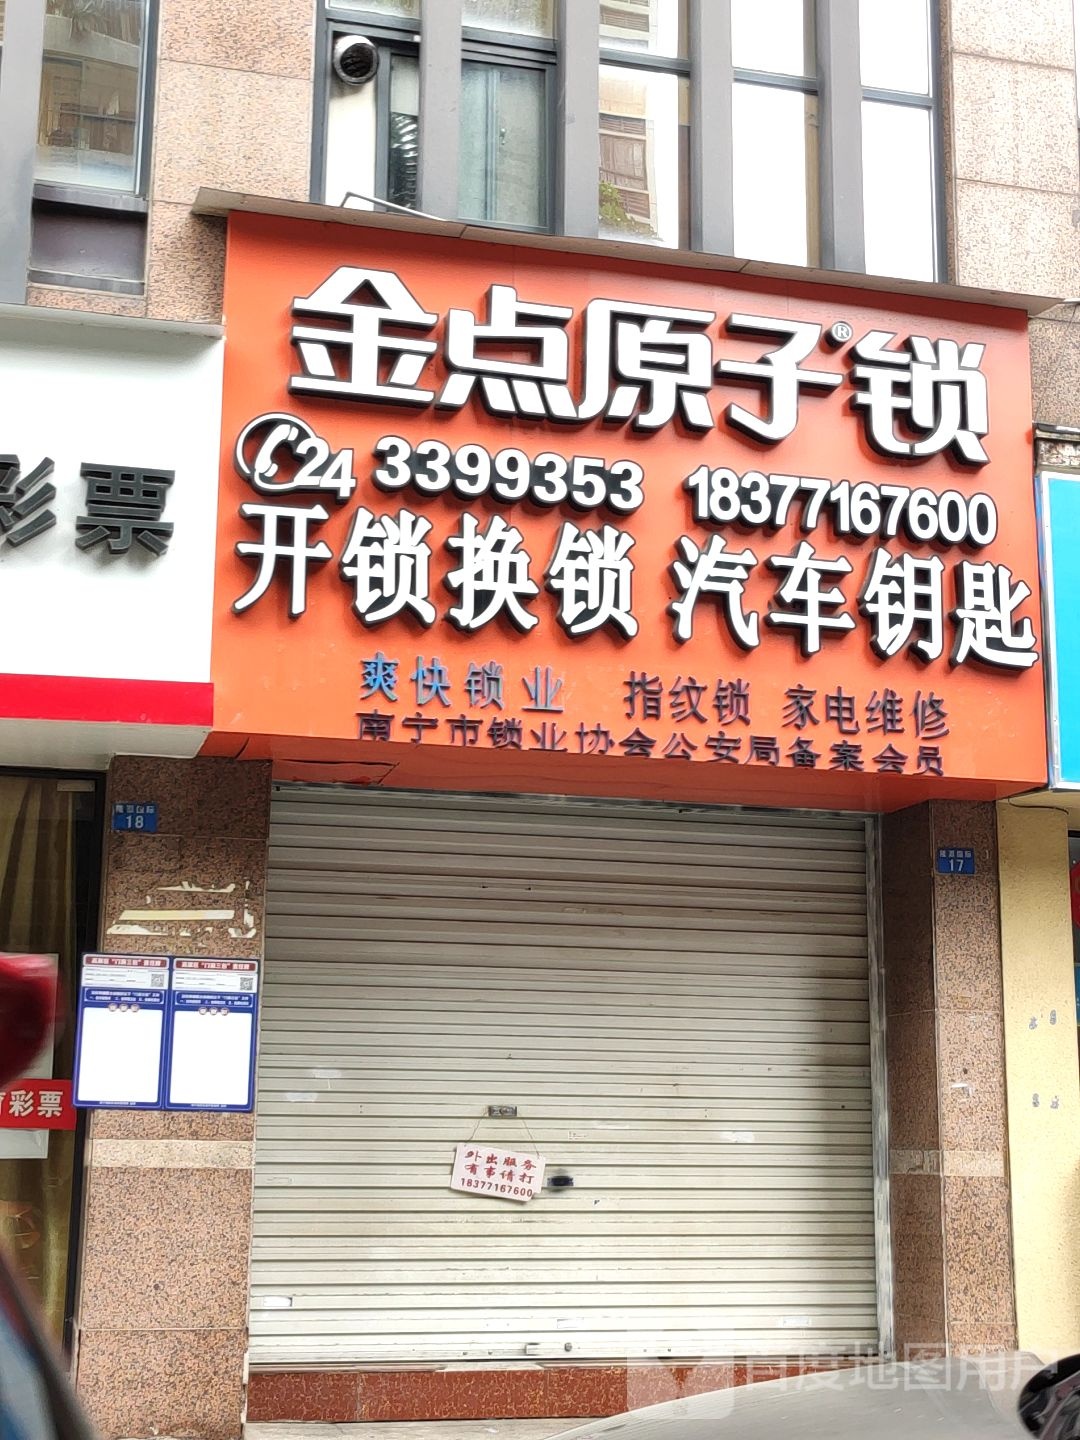 金点原子®锁
24 3399353 18377167600
开锁换锁 汽车钥匙
爽快锁业 指纹锁 家电维修
南宁市锁业协会公安局备案会员
彩票
18
17
彩票
外出服务
有事请打
18377167600
百度地图用户